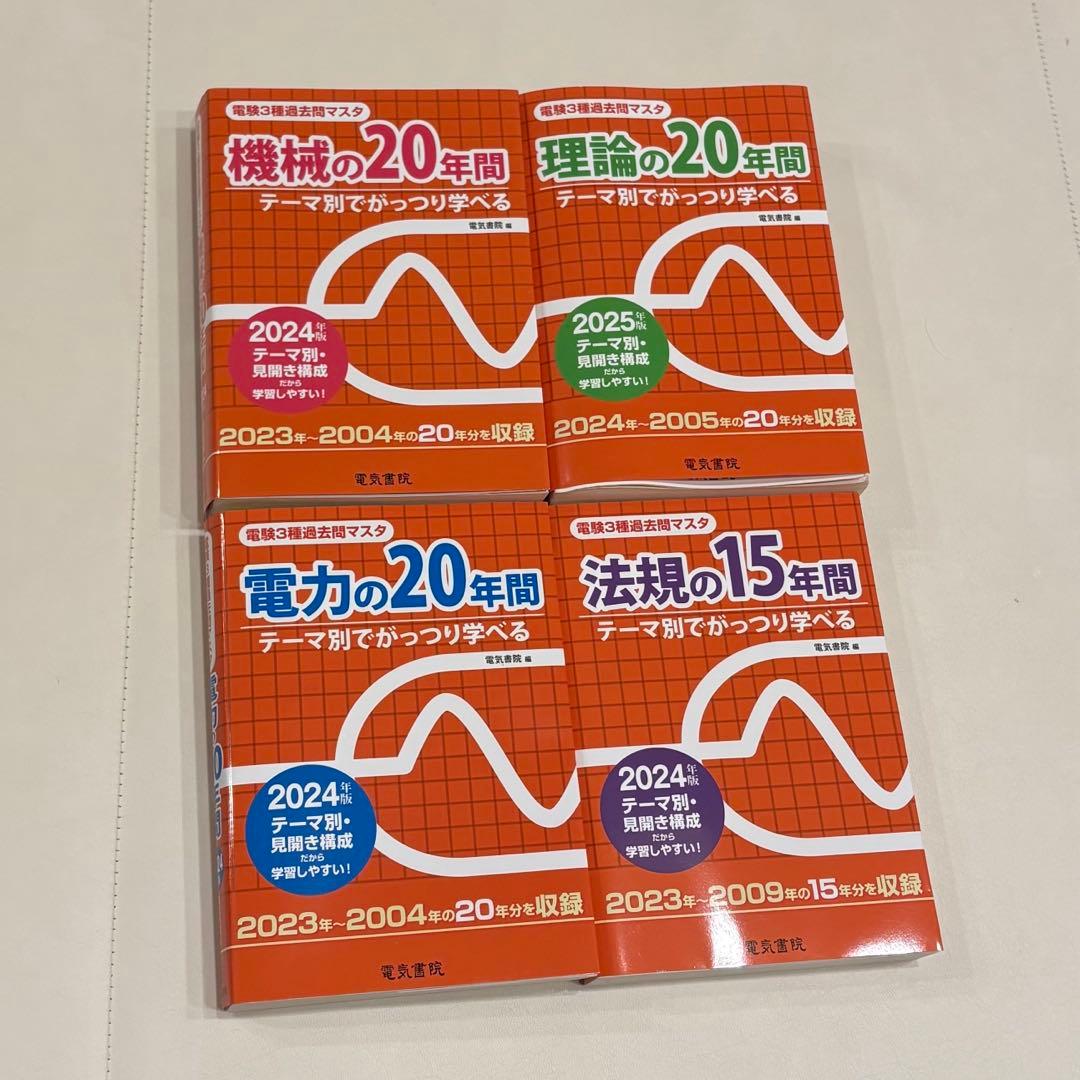 電験3種過去問マスタ
機械の20年間
テーマ別でがっつり学べる
電気書院 編
2024年版
テーマ別・
見開き構成
だから
学習しやすい!
2023年～2004年の20年分を収録
電気書院
電験3種過去問マスタ
理論の20年間
テーマ別でがっつり学べる
電気書院 編
2025年版
テーマ別・
見開き構成
だから
学習しやすい!
2024年～2005年の20年分を収録
電気書院
電験3種過去問マスタ
電力の20年間
テーマ別でがっつり学べる
電気書院 編
2024年版
テーマ別・
見開き構成
だから
学習しやすい!
2023年～2004年の20年分を収録
電気書院
電験3種過去問マスタ
法規の15年間
テーマ別でがっつり学べる
電気書院 編
2024年版
テーマ別・
見開き構成
だから
学習しやすい!
2023年～2009年の15年分を収録
電気書院